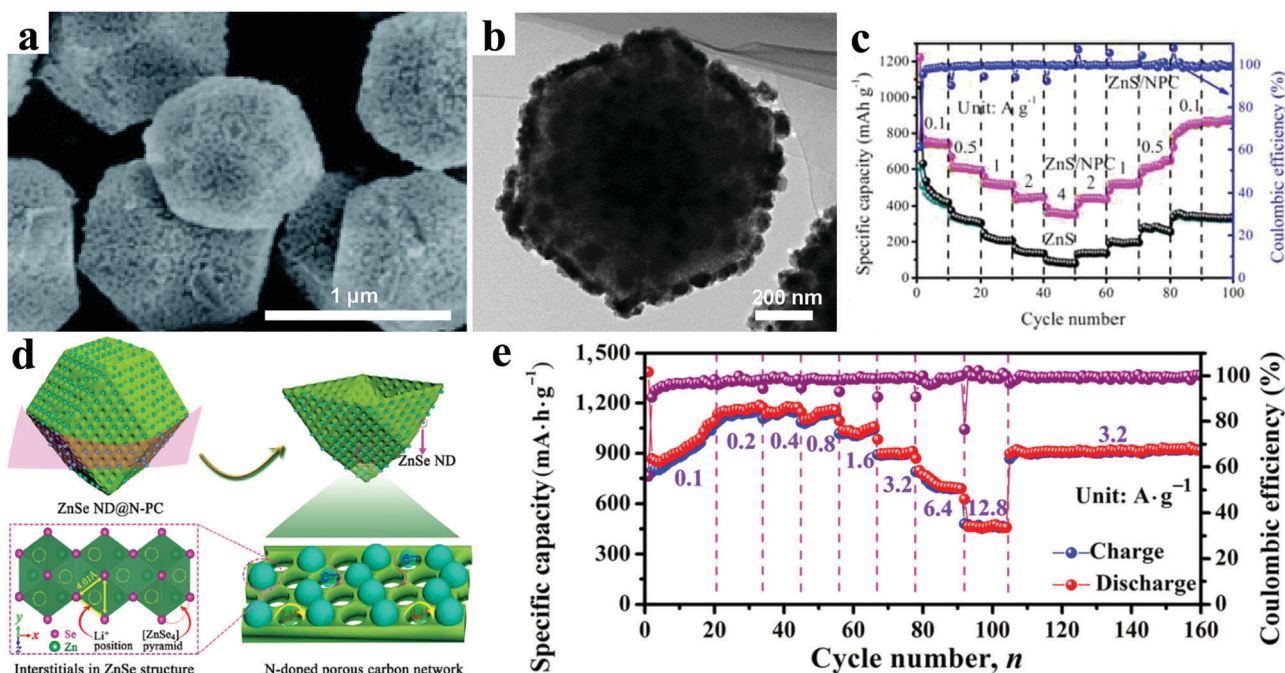 a
1 µm
b
200 nm
c
Specific capacity (mAh g⁻¹)
1200
1000
800
600
400
200
0
Unit: A g⁻¹
ZnS/NPC
0.1
0.5
1
2
ZnS/NPC
4
2
1
0.5
0.1
ZnS
100
80
60
40
20
0
Coulombic efficiency (%)
0 20 40 60 80 100
Cycle number
d
ZnSe ND@N-PC
ZnSe ND
4.01Å
y
x
z
Se
Zn
Li⁺
position
[ZnSe₄]
pyramid
Interstitials in ZnSe structure
e⁻
e⁻
Li⁺
Li⁺
N-doped porous carbon network
e
Specific capacity (mA·h·g⁻¹)
1,500
1,200
900
600
300
0
0.1
0.2
0.4
0.8
1.6
3.2
6.4
12.8
3.2
Unit: A·g⁻¹
Charge
Discharge
100
80
60
40
20
0
Coulombic efficiency (%)
0 20 40 60 80 100 120 140 160
Cycle number, n